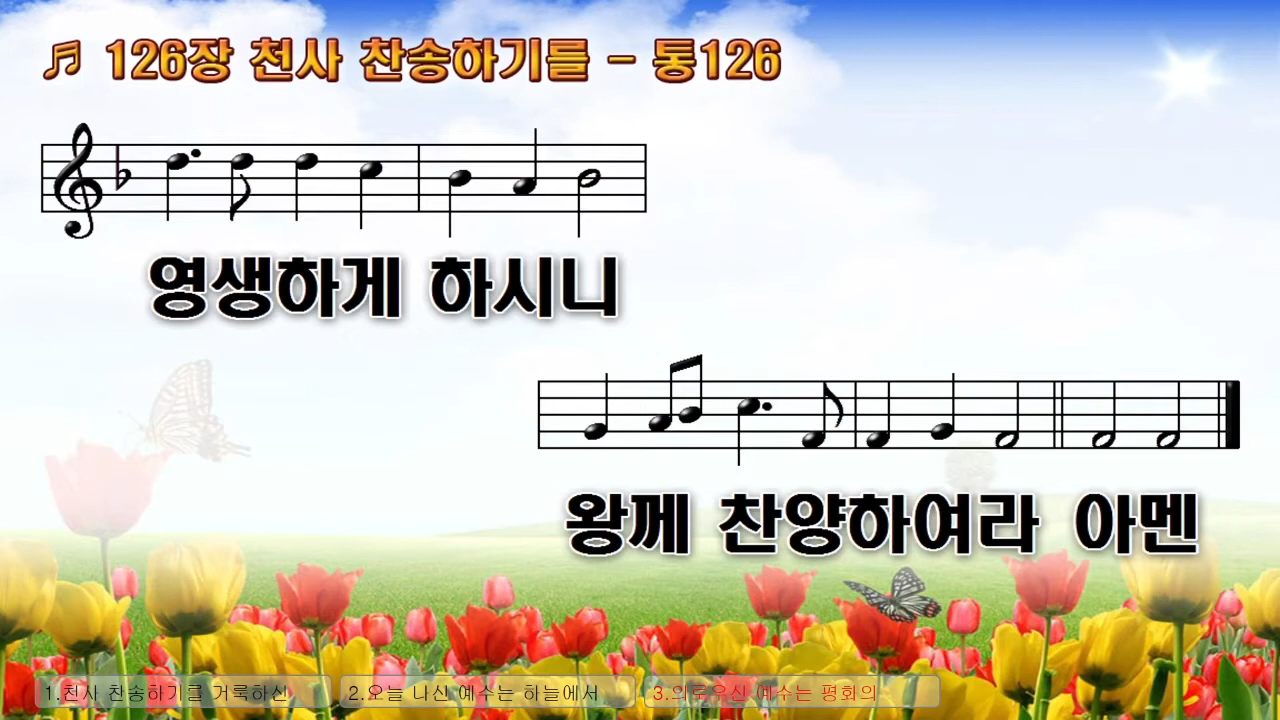 ♬ 126장 천사 찬송하기를 - 통126
영생하게 하시니
왕께 찬양하여라 아멘
1.천사 찬송하기를 거룩하신
2.오늘 나신 예수는 하늘에서
3.의로우신 예수는 평화의